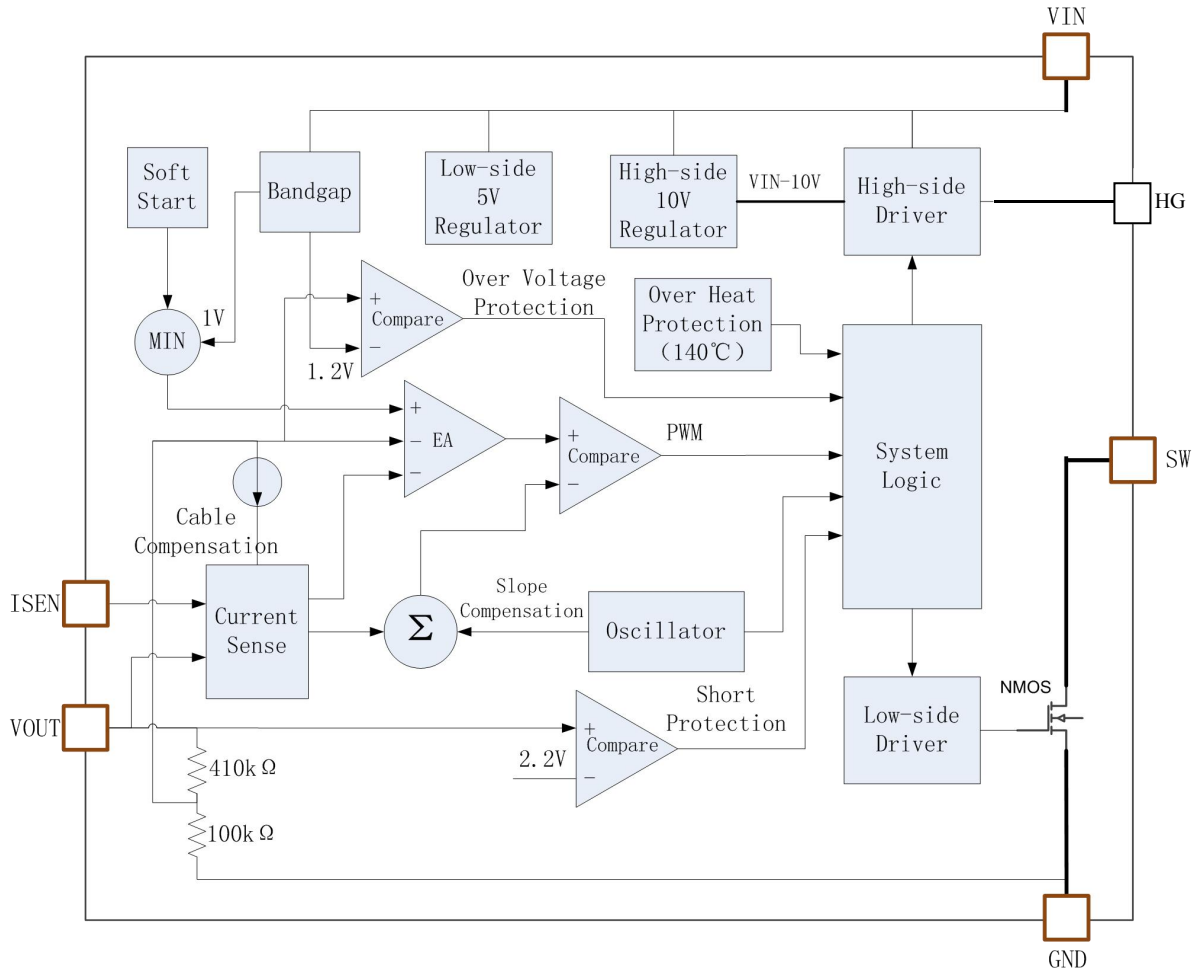 VIN
Soft
Start
Bandgap
Low-side
5V
Regulator
High-side
10V
Regulator
VIN-10V
High-side
Driver
HG
Over Voltage
Protection
Over Heat
Protection
(140℃)
MIN
1V
+
Compare
−
1.2V
+
− EA
−
+
Compare
−
PWM
System
Logic
SW
Cable
Compensation
ISEN
Current
Sense
Σ
Slope
Compensation
Oscillator
VOUT
410kΩ
100kΩ
+
Compare
−
2.2V
Short
Protection
Low-side
Driver
NMOS
GND